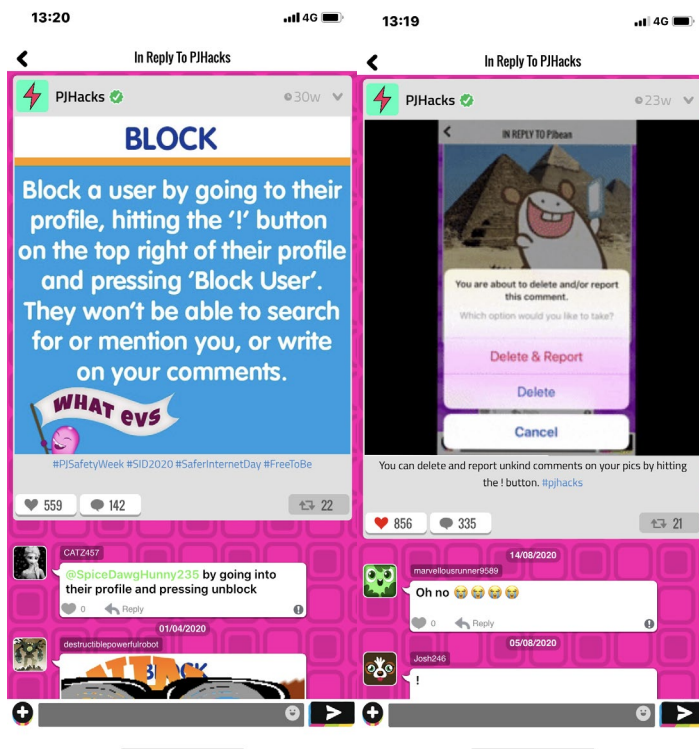 13:20
4G
In Reply To PJHacks
PJHacks
30w
BLOCK
Block a user by going to their
profile, hitting the '!' button
on the top right of their profile
and pressing 'Block User'.
They won't be able to search
for or mention you, or write
on your comments.
WHAT evs
#PJSafetyWeek #SID2020 #SaferInternetDay #FreeToBe
559
142
22
CATZ457
@SpiceDawgHunny235 by going into
their profile and pressing unblock
0
Reply
01/04/2020
destructiblepowerfulrobot
13:19
4G
In Reply To PJHacks
PJHacks
23w
IN REPLY TO PJbean
You are about to delete and/or report
this comment.
Which option would you like to take?
Delete & Report
Delete
Cancel
You can delete and report unkind comments on your pics by hitting
the ! button. #pjhacks
856
335
21
14/08/2020
marvellousrunner9589
Oh no 😭😭😭😭
0
Reply
05/08/2020
Josh246
!